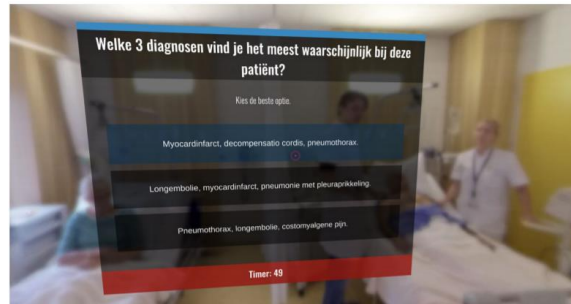 Welke 3 diagnosen vind je het meest waarschijnlijk bij deze
patiënt?
Kies de beste optie.
Myocardinfarct, decompensatio cordis, pneumothorax.
Longembolie, myocardinfarct, pneumonie met pleuraprikkeling.
Pneumothorax, longembolie, costomyalgene pijn.
Timer: 49